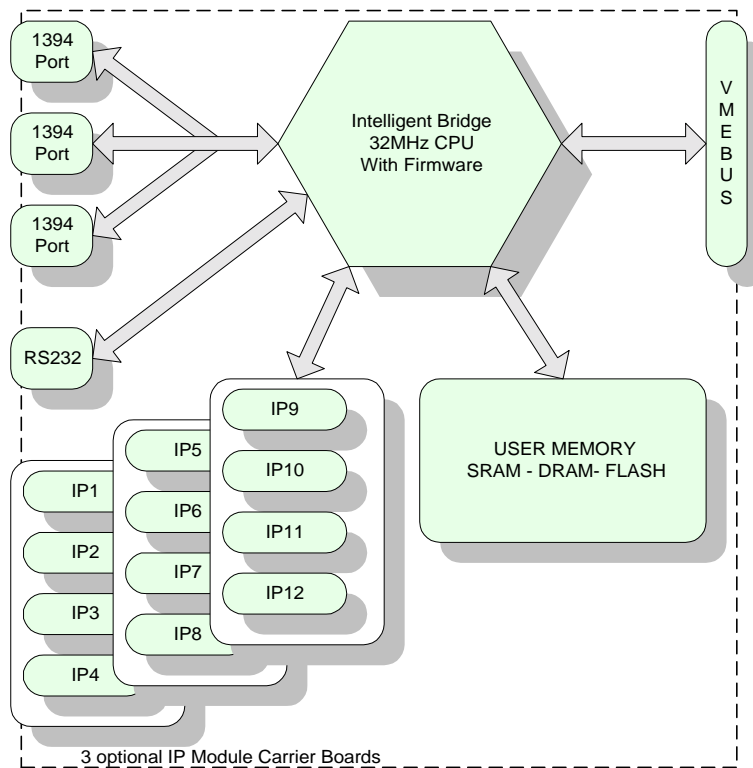 1394
Port
1394
Port
1394
Port
RS232
Intelligent Bridge
32MHz CPU
With Firmware
V
M
E
B
U
S
IP1
IP2
IP3
IP4
IP5
IP6
IP7
IP8
IP9
IP10
IP11
IP12
USER MEMORY
SRAM - DRAM- FLASH
3 optional IP Module Carrier Boards